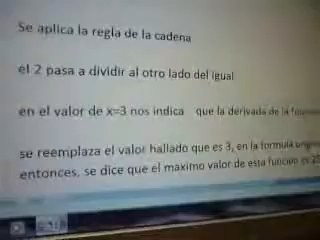 Se aplica la regla de la cadena
el 2 pasa a dividir al otro lado del igual
en el valor de x=3 nos indica que la derivada de la
se reemplaza el valor hallado que es 3, en la formula
entonces, se dice que el maximo valor de esta funcion es